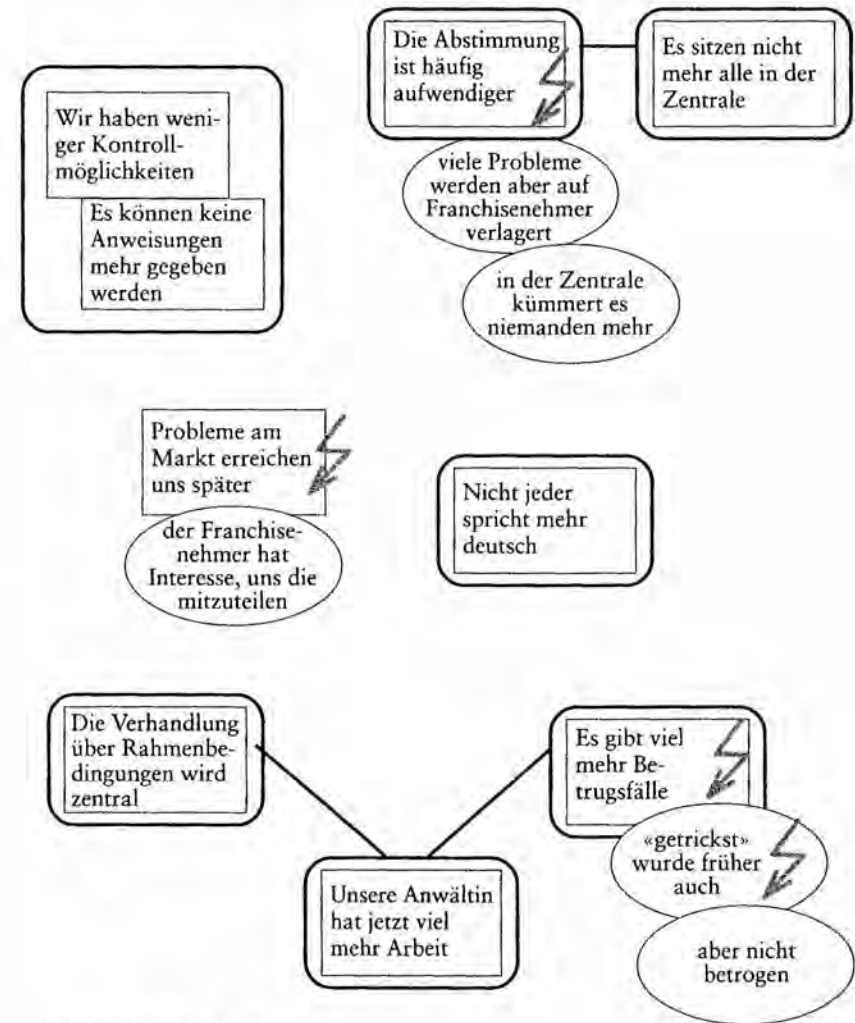 Die Abstimmung
ist häufig
aufwendiger
Es sitzen nicht
mehr alle in der
Zentrale
Wir haben weni-
ger Kontroll-
möglichkeiten
Es können keine
Anweisungen
mehr gegeben
werden
viele Probleme
werden aber auf
Franchisenehmer
verlagert
in der Zentrale
kümmert es
niemanden mehr
Probleme am
Markt erreichen
uns später
der Franchise-
nehmer hat
Interesse, uns die
mitzuteilen
Nicht jeder
spricht mehr
deutsch
Die Verhandlung
über Rahmenbe-
dingungen wird
zentral
Es gibt viel
mehr Be-
trugsfälle
«getrickst»
wurde früher
auch
aber nicht
betrogen
Unsere Anwältin
hat jetzt viel
mehr Arbeit